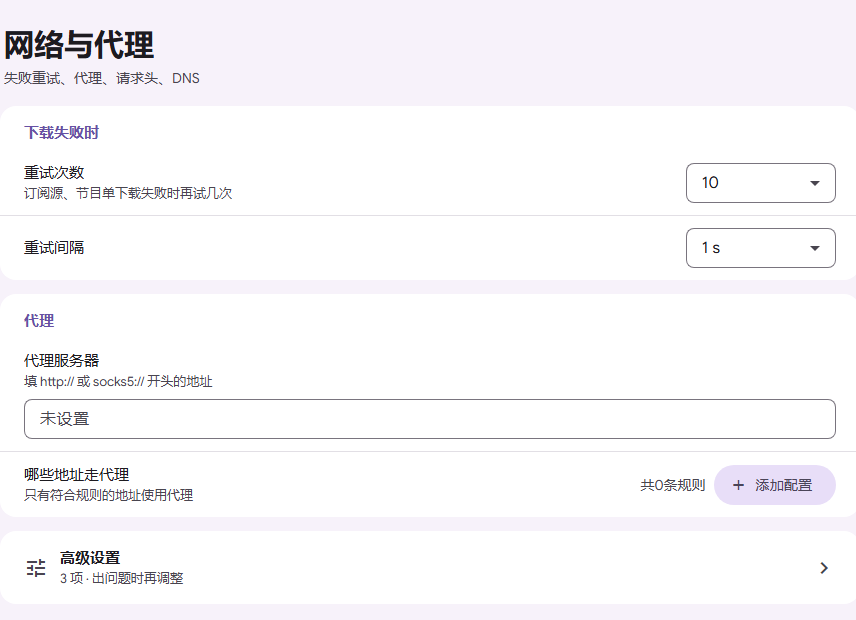 网络与代理
失败重试、代理、请求头、DNS
下载失败时
重试次数
订阅源、节目单下载失败时再试几次
10
重试间隔
1 s
代理
代理服务器
填 http:// 或 socks5:// 开头的地址
未设置
哪些地址走代理
只有符合规则的地址使用代理
共0条规则
添加配置
高级设置
3 项 · 出问题时再调整